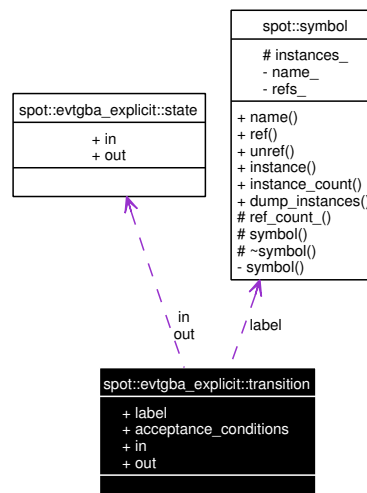 spot::symbol
# instances_
- name_
- refs_
+ name()
+ ref()
+ unref()
+ instance()
+ instance_count()
+ dump_instances()
# ref_count_()
# symbol()
# ~symbol()
- symbol()
spot::evtgba_explicit::state
+ in
+ out
in
out
label
spot::evtgba_explicit::transition
+ label
+ acceptance_conditions
+ in
+ out